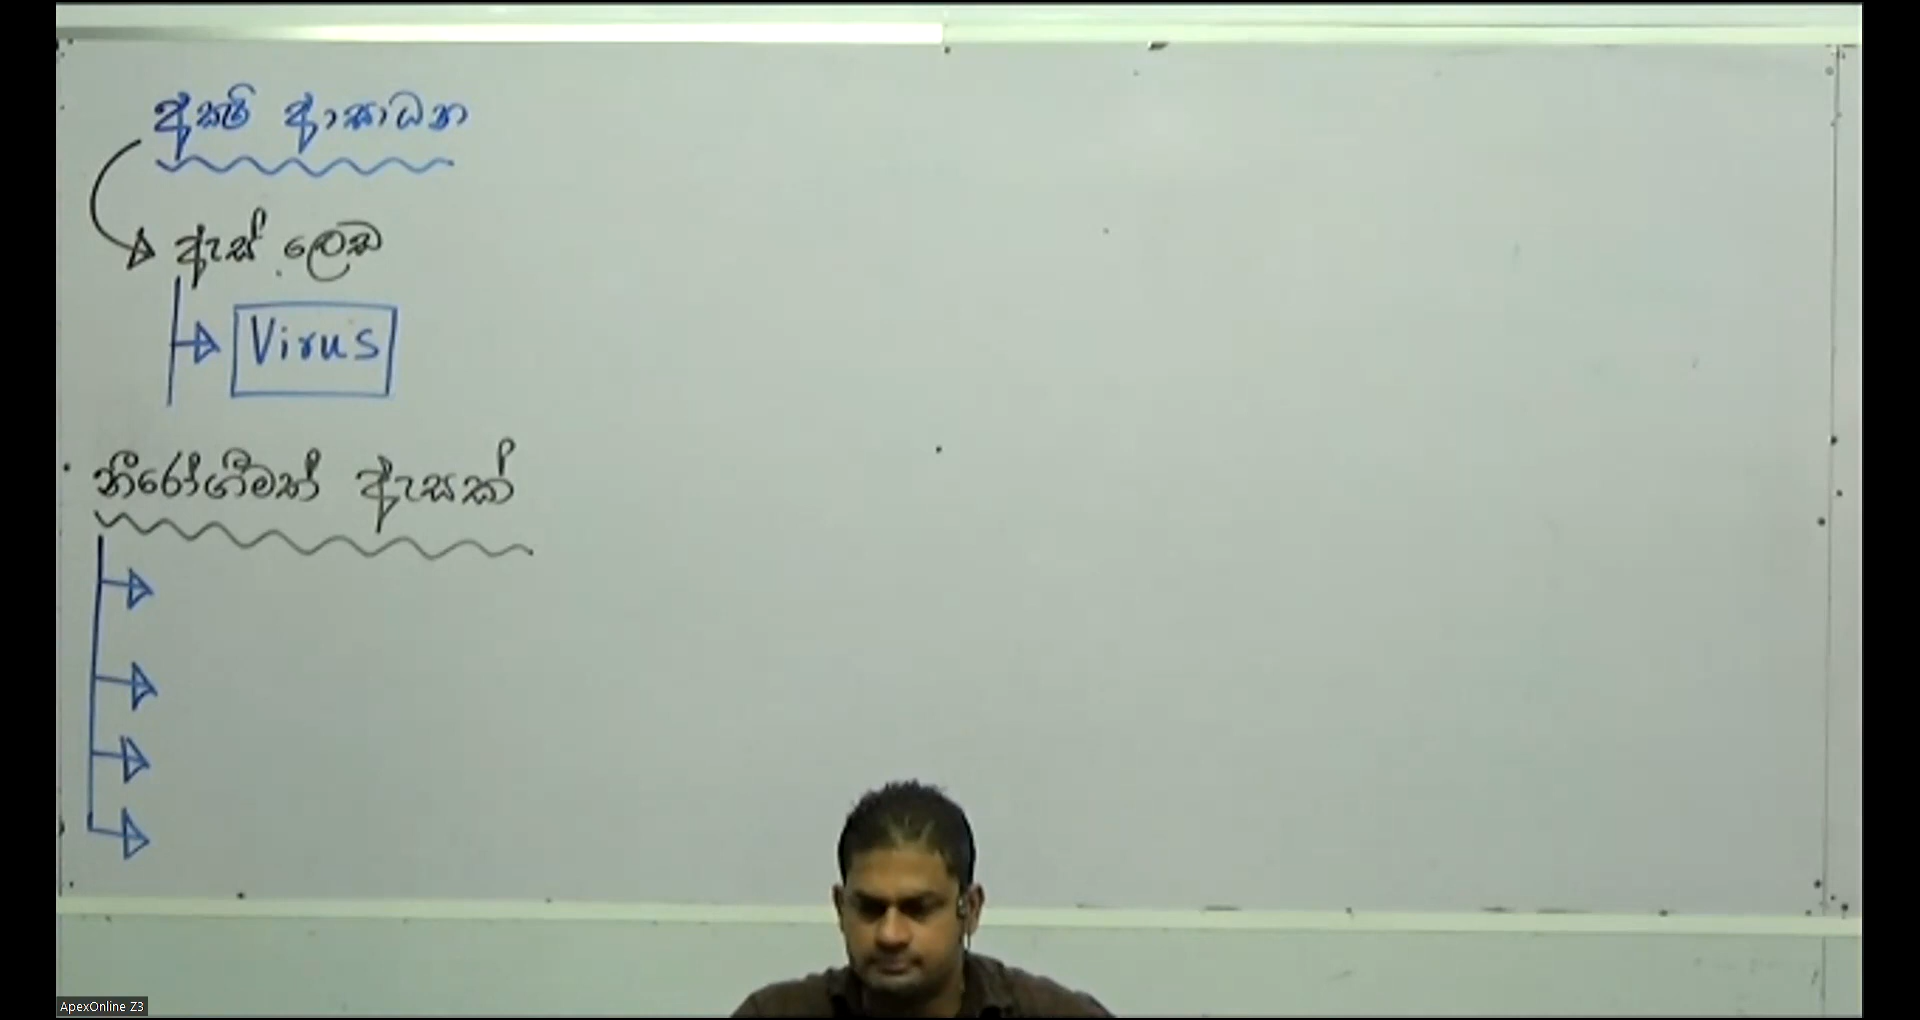 අක්ෂි ආසාධන
ඇස් ලෙඩ
Virus
නීරෝගීමත් ඇසක්
ApexOnline Z3